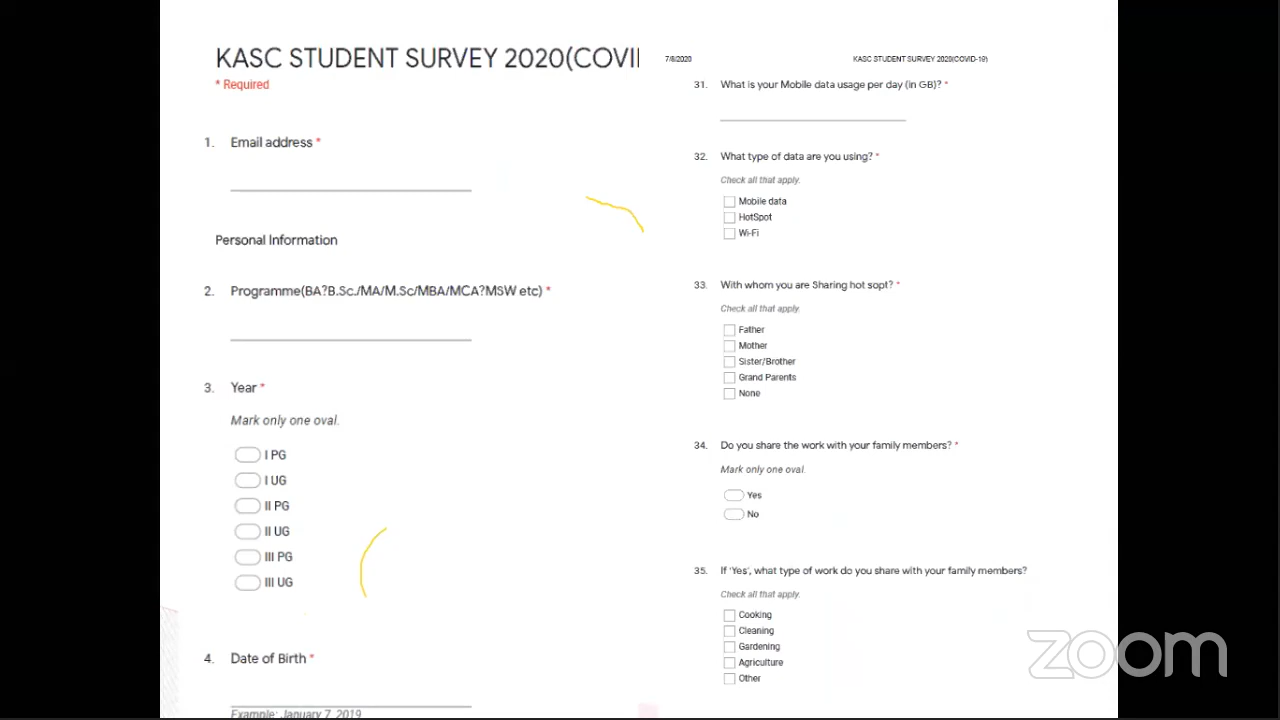 KASC STUDENT SURVEY 2020(COVI
* Required
1. Email address *
Personal Information
2. Programme(BA?B.Sc./MA/M.Sc/MBA/MCA?MSW etc) *
3. Year *
Mark only one oval.
I PG
I UG
II PG
II UG
III PG
III UG
4. Date of Birth *
Example: January 7, 2019
7/8/2020
KASC STUDENT SURVEY 2020(COVID-19)
31. What is your Mobile data usage per day (in GB)? *
32. What type of data are you using? *
Check all that apply.
Mobile data
HotSpot
Wi-Fi
33. With whom you are Sharing hot sopt? *
Check all that apply.
Father
Mother
Sister/Brother
Grand Parents
None
34. Do you share the work with your family members? *
Mark only one oval.
Yes
No
35. If 'Yes', what type of work do you share with your family members?
Check all that apply.
Cooking
Cleaning
Gardening
Agriculture
Other
zoom